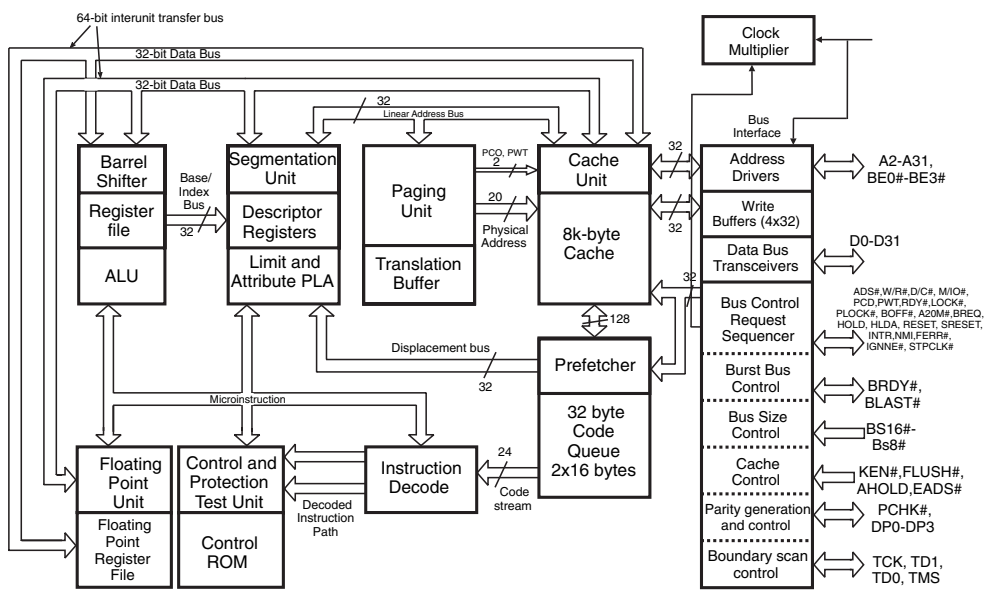 64-bit interunit transfer bus
32-bit Data Bus
32-bit Data Bus
32
Linear Address Bus
Clock
Multiplier
Bus
Interface
Barrel
Shifter
Register
file
ALU
Base/
Index
Bus
32
Segmentation
Unit
Descriptor
Registers
Limit and
Attribute PLA
Paging
Unit
Translation
Buffer
PCO, PWT
2
20
Physical
Address
Cache
Unit
8k-byte
Cache
32
32
32
128
Address
Drivers
Write
Buffers (4x32)
Data Bus
Transceivers
Bus Control
Request
Sequencer
Burst Bus
Control
Bus Size
Control
Cache
Control
Parity generation
and control
Boundary scan
control
A2-A31,
BE0#-BE3#
D0-D31
ADS#,W/R#,D/C#, M/IO#,
PCD,PWT,RDY#,LOCK#,
PLOCK#, BOFF#, A20M#,BREQ,
HOLD, HLDA, RESET, SRESET,
INTR,NMI,FERR#,
IGNNE#, STPCLK#
BRDY#,
BLAST#
BS16#-
Bs8#
KEN#,FLUSH#,
AHOLD,EADS#
PCHK#,
DP0-DP3
TCK, TD1,
TD0, TMS
Displacement bus
32
Prefetcher
32 byte
Code
Queue
2x16 bytes
Microinstruction
24
Code
stream
Instruction
Decode
Decoded
Instruction
Path
Control and
Protection
Test Unit
Control
ROM
Floating
Point
Unit
Floating
Point
Register
File